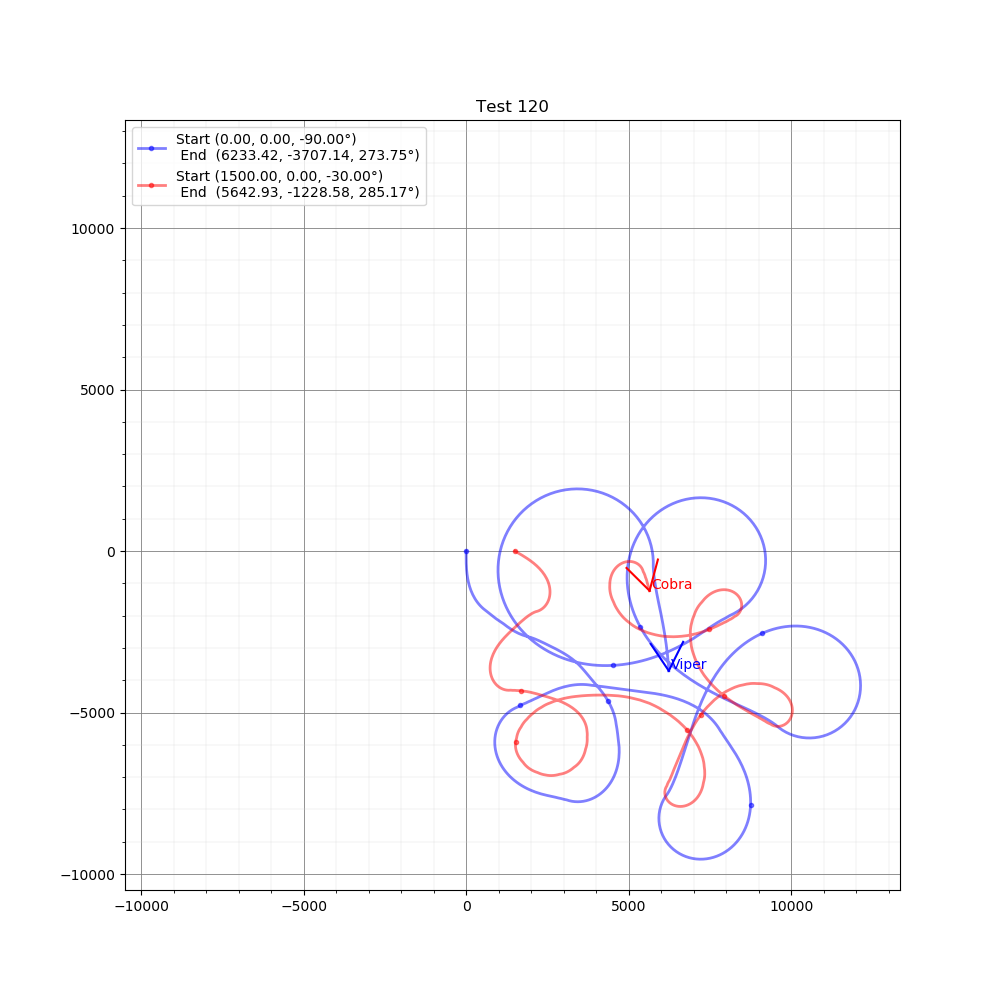 Test 120
Start (0.00, 0.00, -90.00°)
End (6233.42, -3707.14, 273.75°)
Start (1500.00, 0.00, -30.00°)
End (5642.93, -1228.58, 285.17°)
10000
5000
0
−5000
−10000
Cobra
Viper
−10000 −5000 0 5000 10000